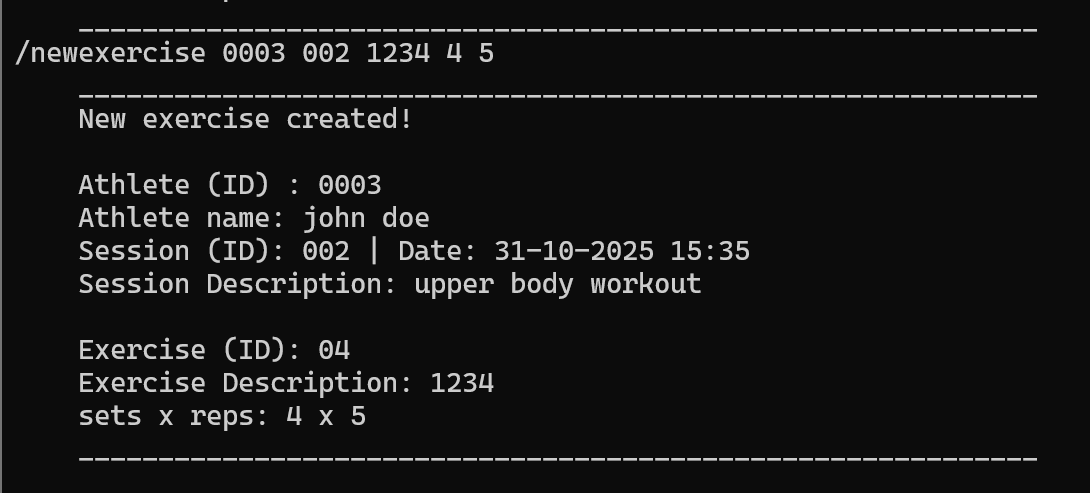 ____________________________________________________________
/newexercise 0003 002 1234 4 5
____________________________________________________________
New exercise created!
Athlete (ID) : 0003
Athlete name: john doe
Session (ID): 002 | Date: 31-10-2025 15:35
Session Description: upper body workout
Exercise (ID): 04
Exercise Description: 1234
sets x reps: 4 x 5
____________________________________________________________